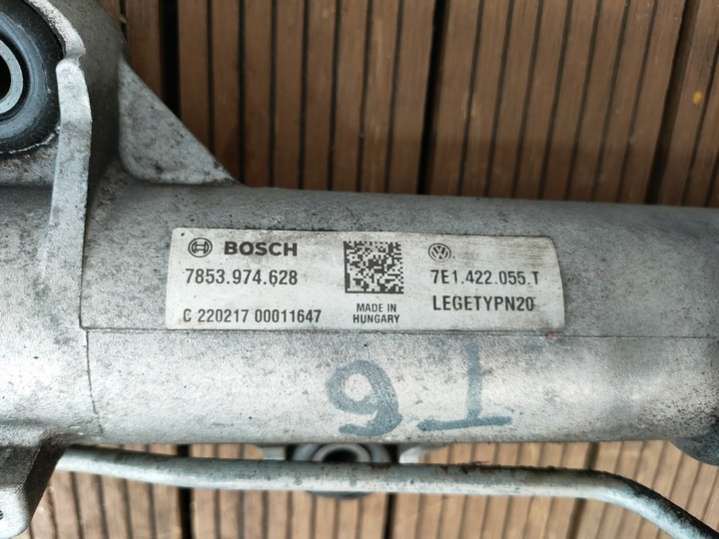 BOSCH
7853.974.628
C 220217 00011647
MADE IN
HUNGARY
7E1.422.055.T
LEGETYPN20
T6